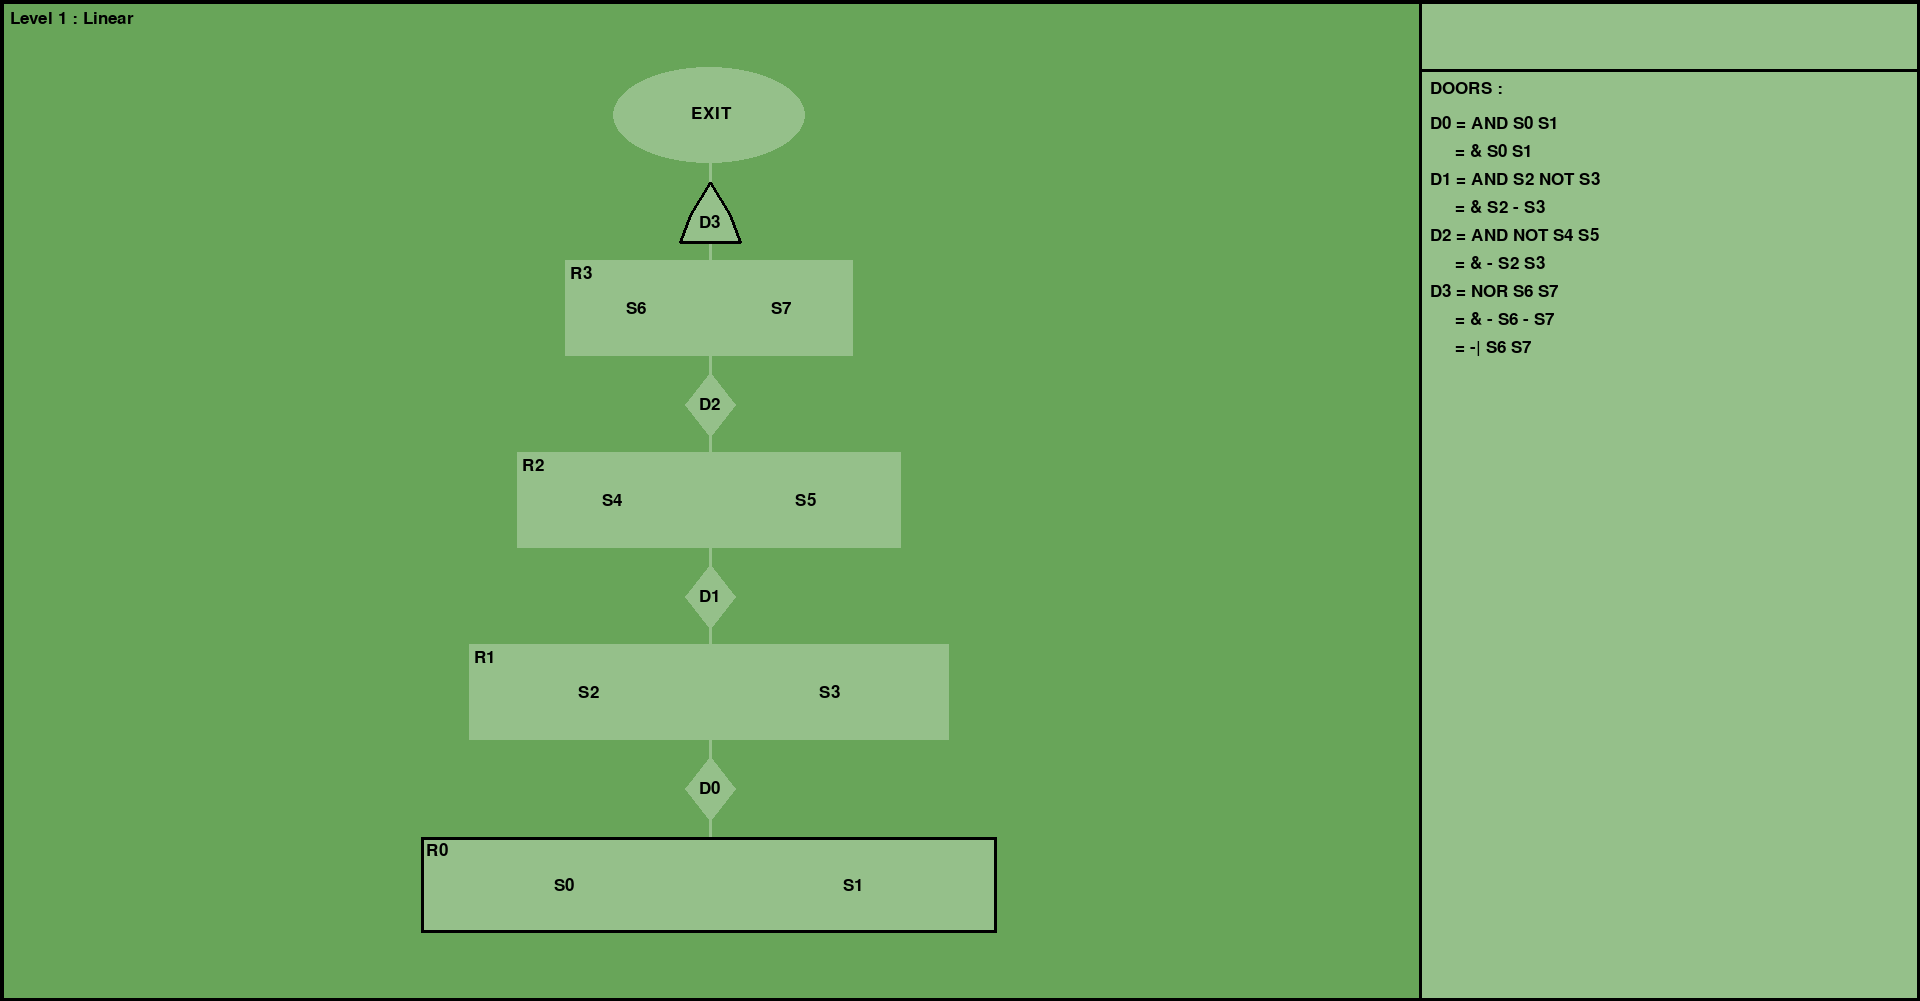 Level 1 : Linear
EXIT
D3
R3
S6 S7
D2
R2
S4 S5
D1
R1
S2 S3
D0
R0
S0 S1
DOORS :
D0 = AND S0 S1
= & S0 S1
D1 = AND S2 NOT S3
= & S2 - S3
D2 = AND NOT S4 S5
= & - S2 S3
D3 = NOR S6 S7
= & - S6 - S7
= -| S6 S7